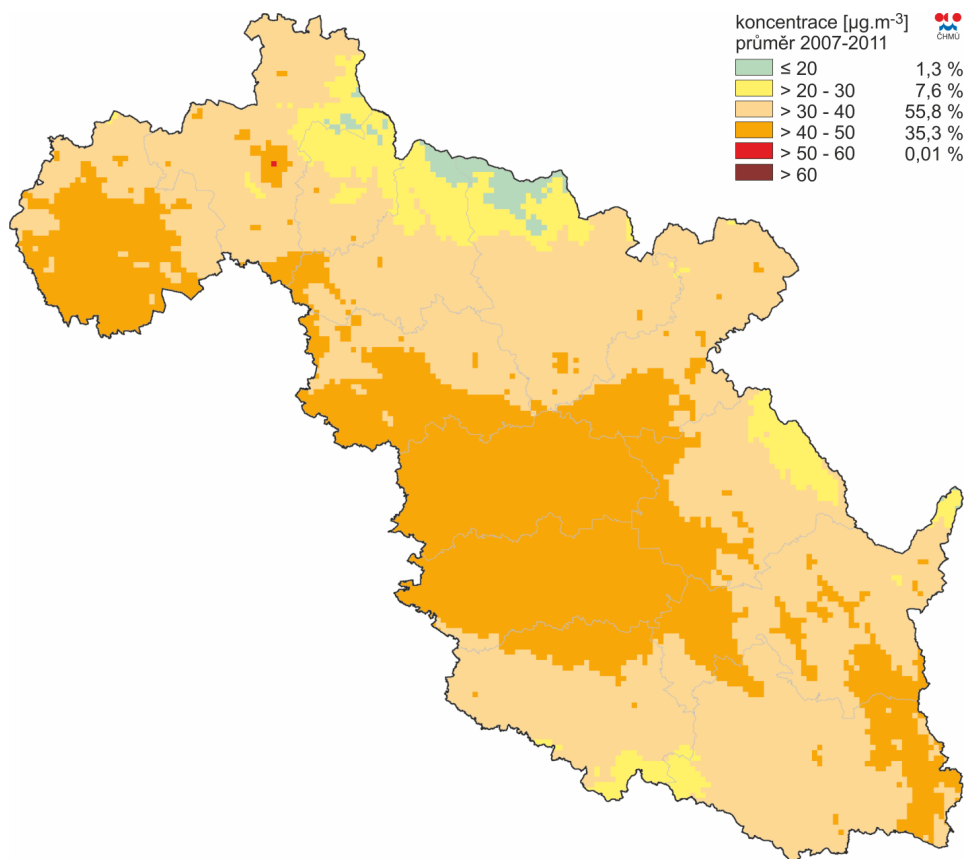 koncentrace [µg.m-3]
průměr 2007-2011
ČHMÚ
≤ 20 1,3 %
> 20 - 30 7,6 %
> 30 - 40 55,8 %
> 40 - 50 35,3 %
> 50 - 60 0,01 %
> 60